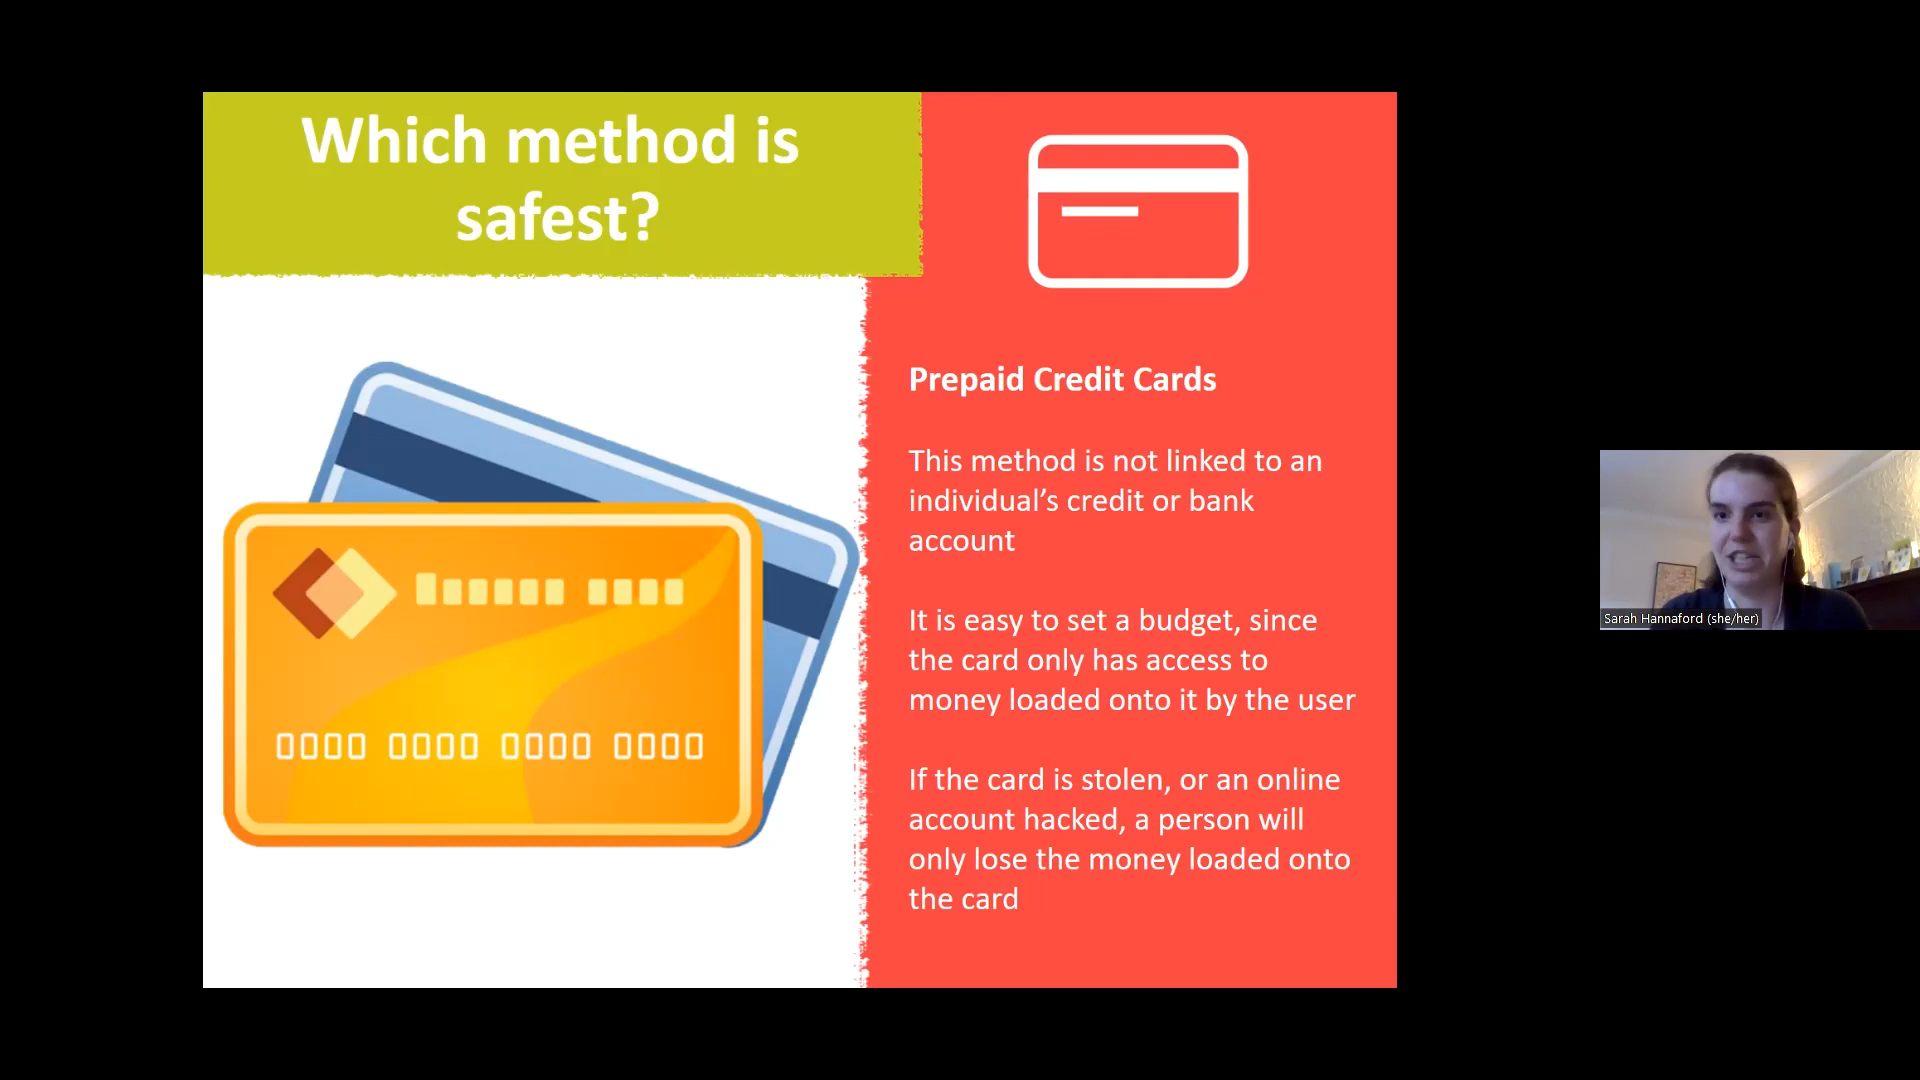 Which method is
safest?
Prepaid Credit Cards
This method is not linked to an
individual’s credit or bank
account
It is easy to set a budget, since
the card only has access to
money loaded onto it by the user
If the card is stolen, or an online
account hacked, a person will
only lose the money loaded onto
the card
Sarah Hannaford (she/her)